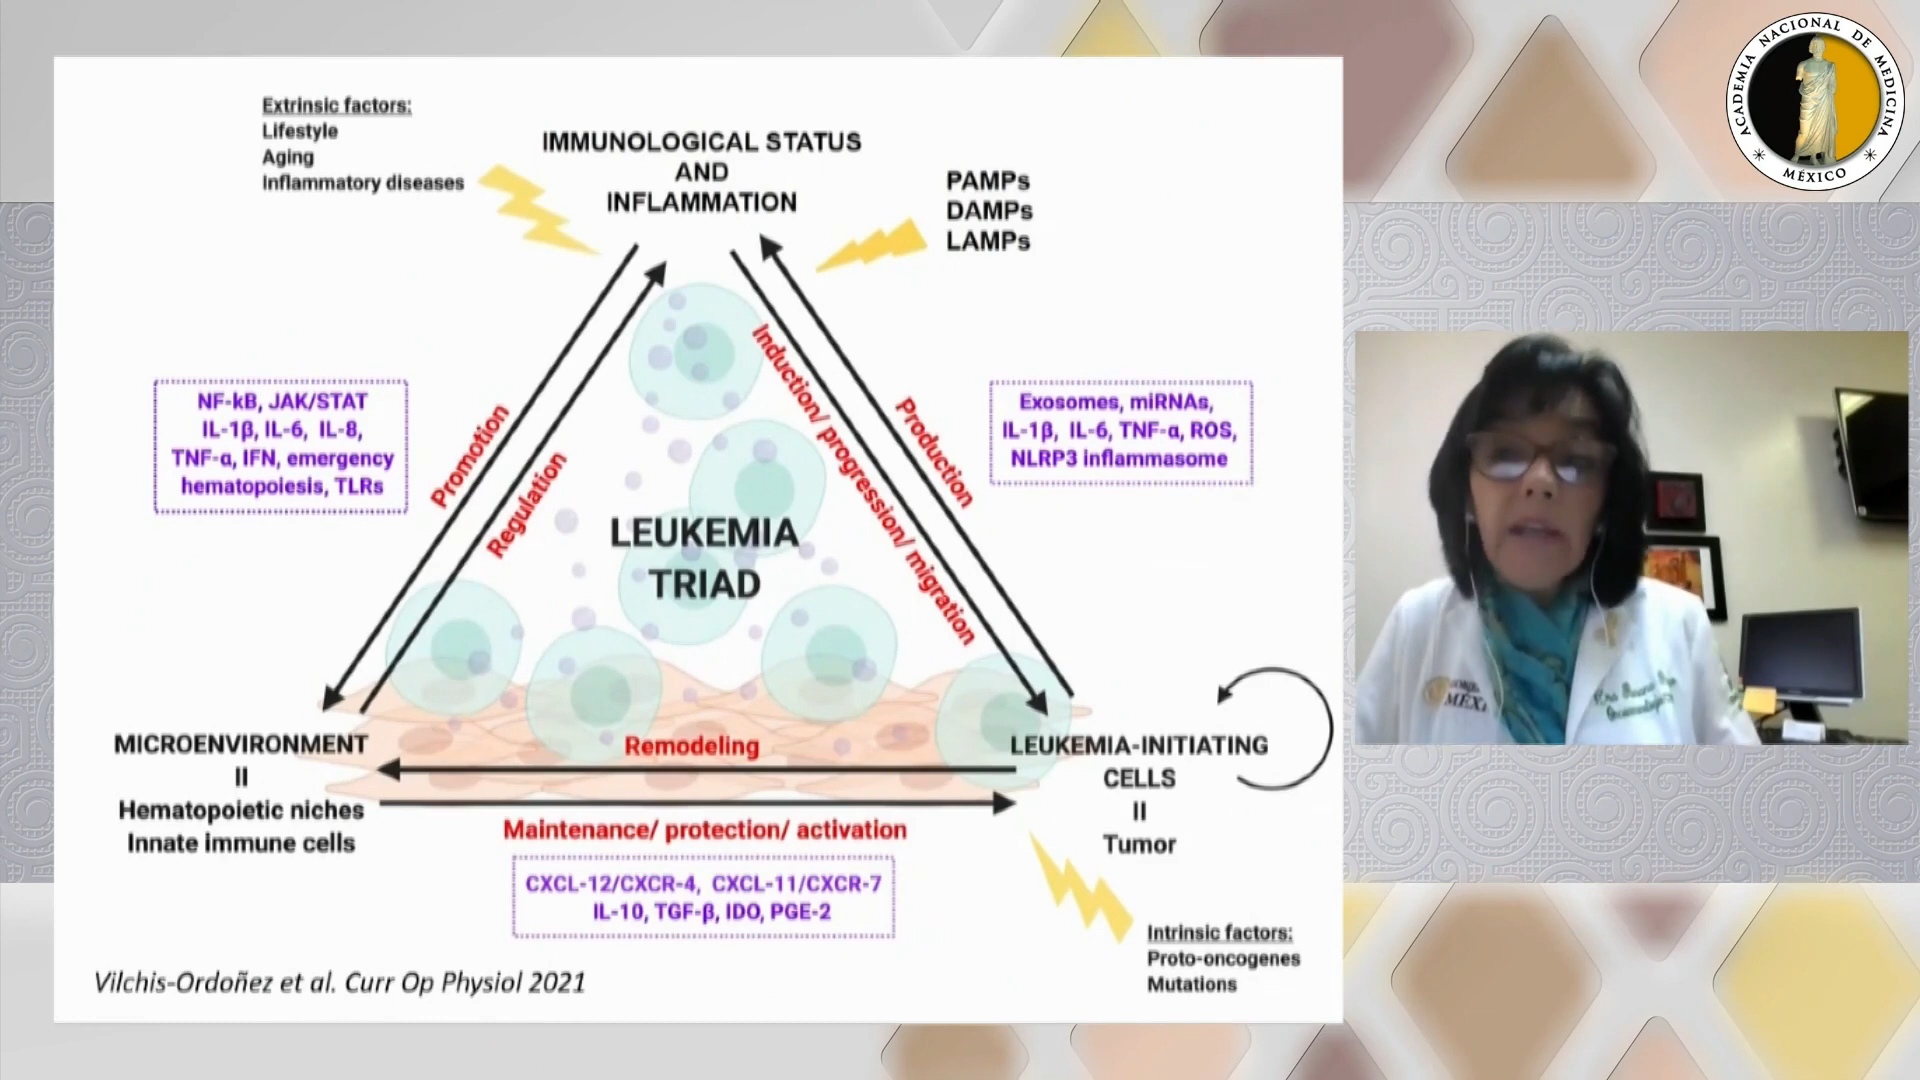 Extrinsic factors:
Lifestyle
Aging
Inflammatory diseases
IMMUNOLOGICAL STATUS
AND
INFLAMMATION
PAMPs
DAMPs
LAMPs
NF-kB, JAK/STAT
IL-1β, IL-6, IL-8,
TNF-α, IFN, emergency
hematopoiesis, TLRs
Promotion
Regulation
Induction/ progression/ migration
Production
Exosomes, miRNAs,
IL-1β, IL-6, TNF-α, ROS,
NLRP3 inflammasome
LEUKEMIA
TRIAD
MICROENVIRONMENT
II
Hematopoietic niches
Innate immune cells
Remodeling
Maintenance/ protection/ activation
CXCL-12/CXCR-4, CXCL-11/CXCR-7
IL-10, TGF-β, IDO, PGE-2
LEUKEMIA-INITIATING
CELLS
II
Tumor
Intrinsic factors:
Proto-oncogenes
Mutations
Vilchis-Ordoñez et al. Curr Op Physiol 2021
ACADEMIA NACIONAL DE MEDICINA
MÉXICO